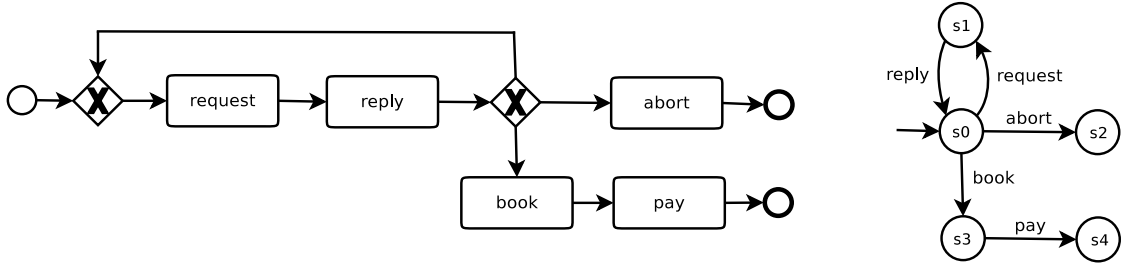 request
reply
X
X
abort
book
pay
s1
reply
request
s0
abort
s2
book
s3
pay
s4